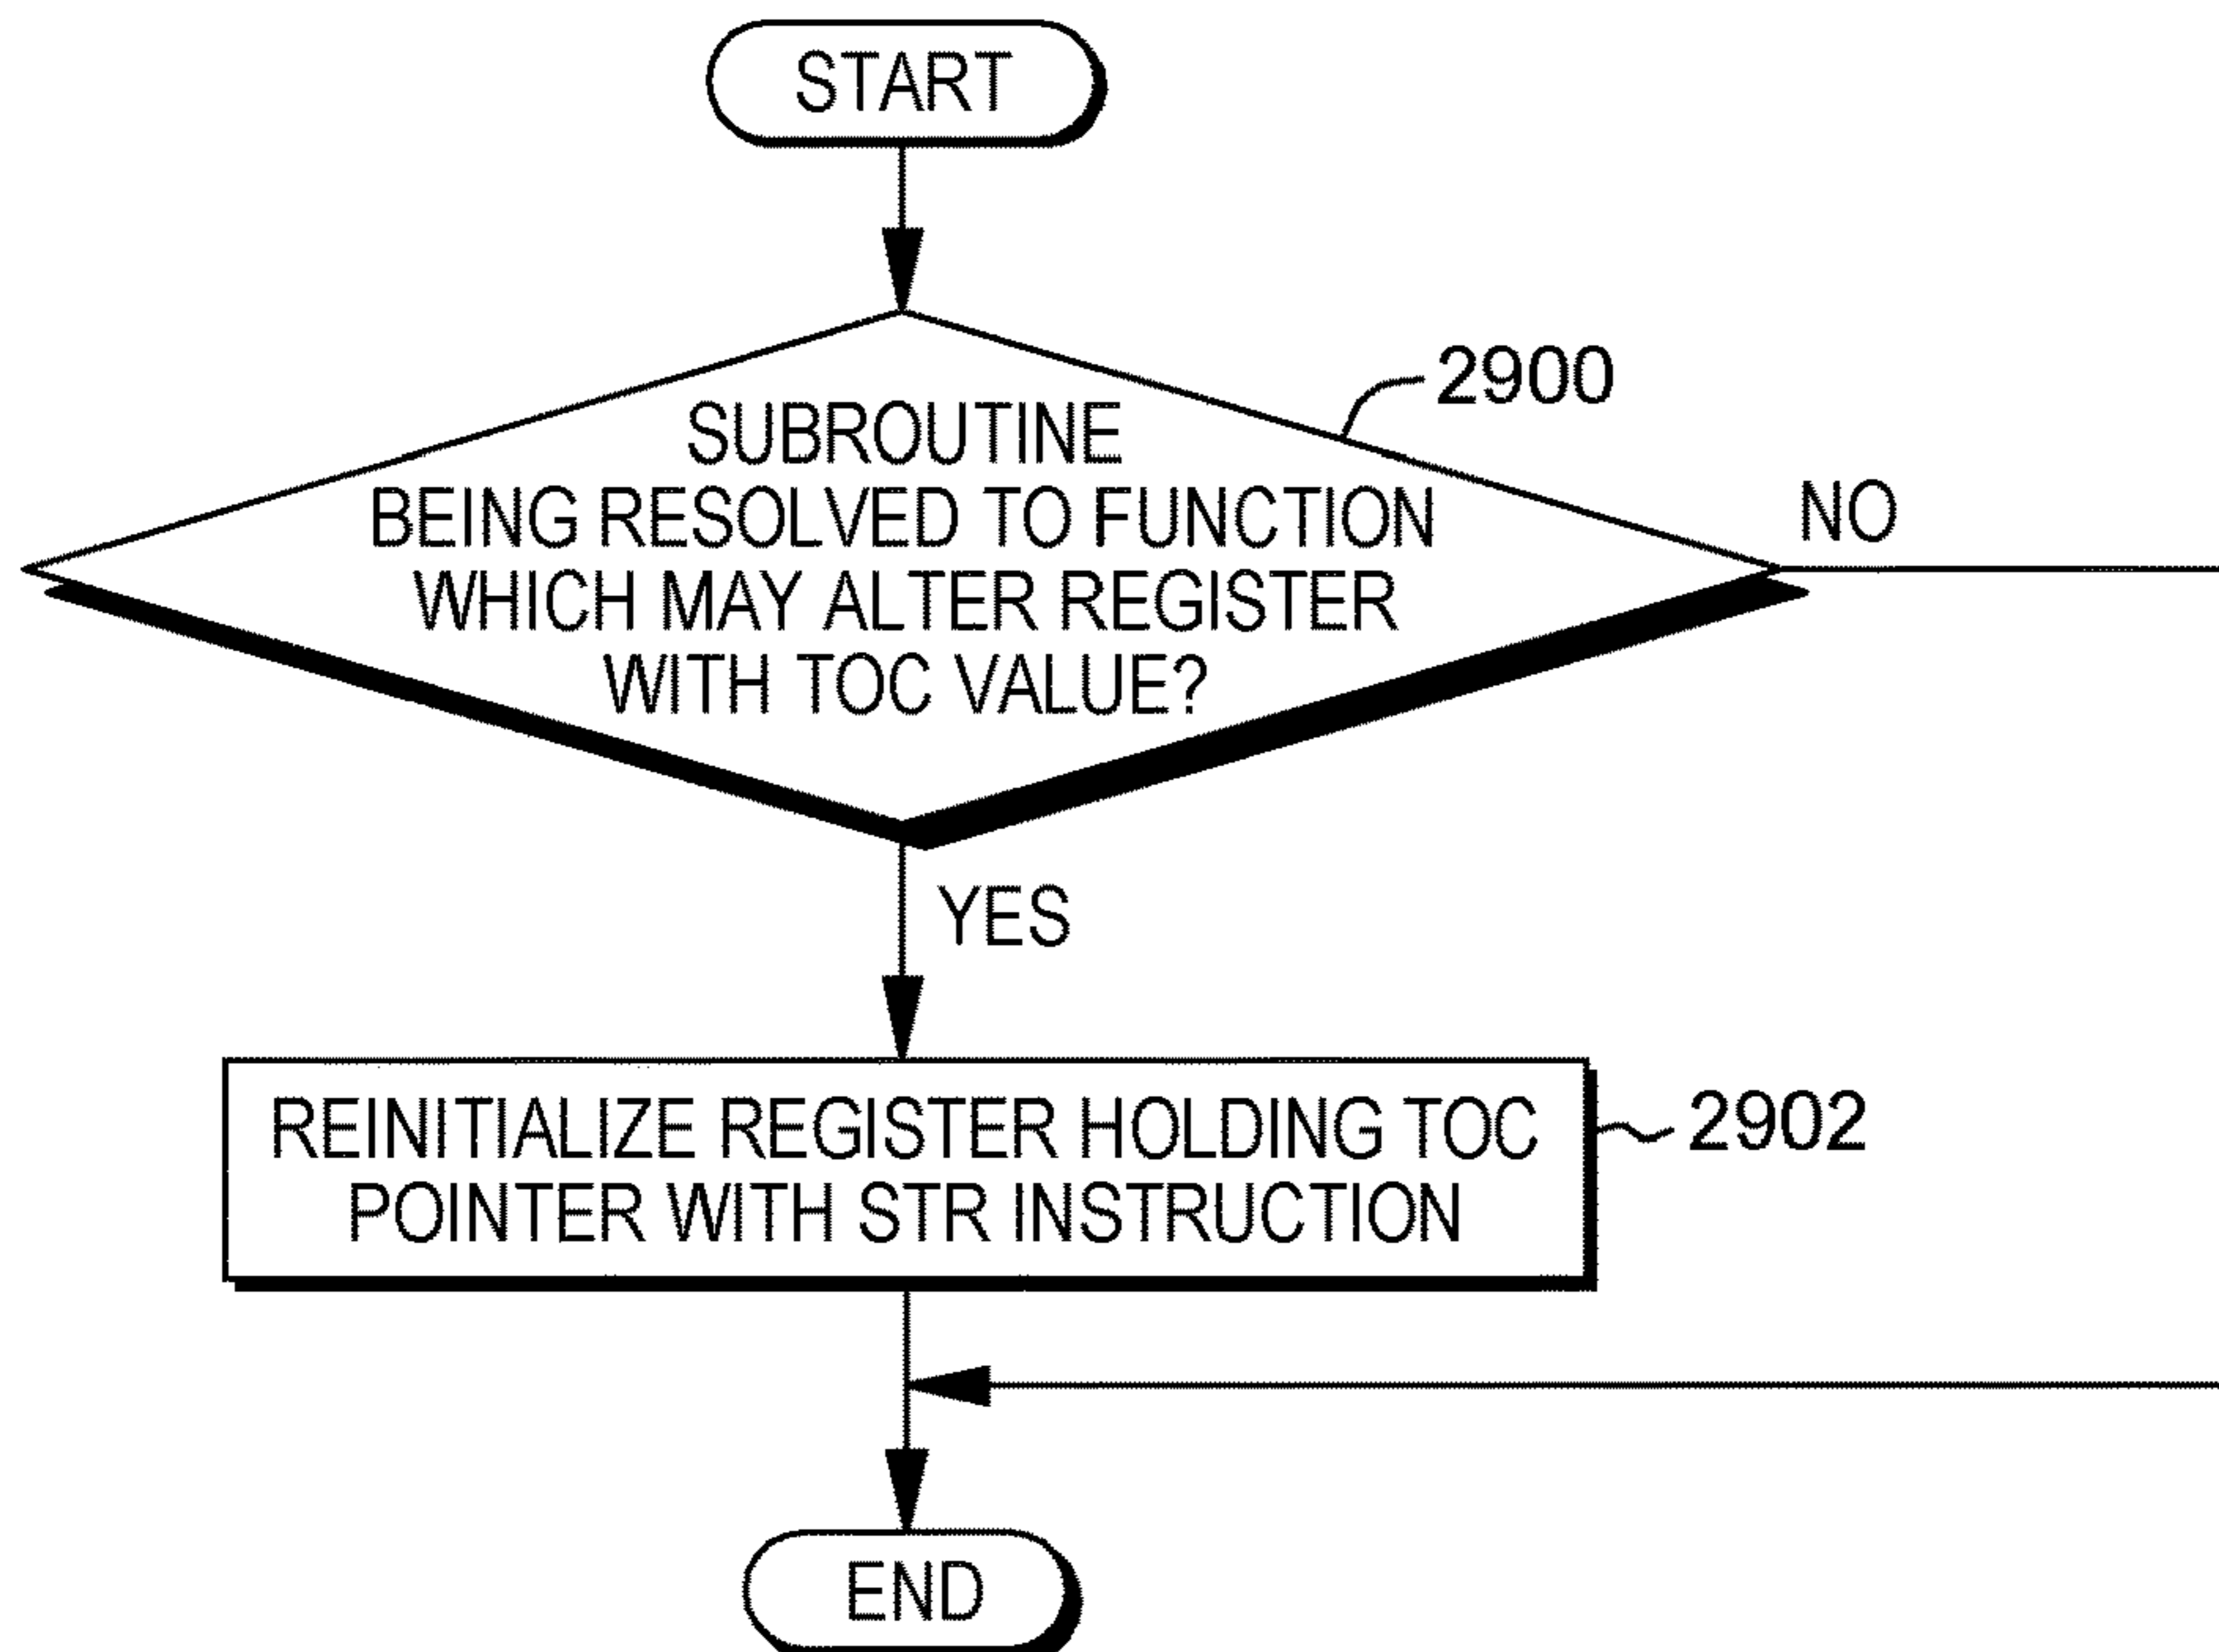 START
2900
SUBROUTINE
BEING RESOLVED TO FUNCTION
WHICH MAY ALTER REGISTER
WITH TOC VALUE?
NO
YES
REINITIALIZE REGISTER HOLDING TOC
POINTER WITH STR INSTRUCTION
2902
END